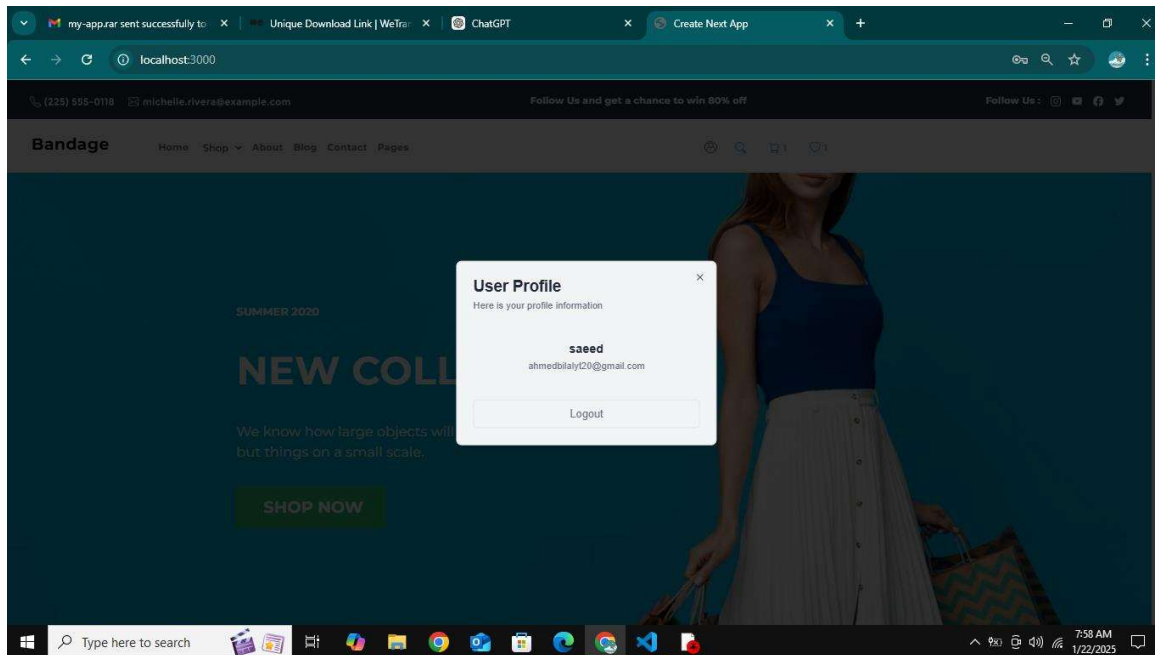 my-app.rar sent successfully to
Unique Download Link | WeTran
ChatGPT
Create Next App
localhost:3000
(225) 555-0118 michelle.rivera@example.com Follow Us and get a chance to win 80% off Follow Us :
Bandage Home Shop About Blog Contact Pages 1 1
User Profile
Here is your profile information
saeed
ahmedbilalyt20@gmail.com
Logout
SUMMER 2020
NEW COLL
We know how large objects will
but things on a small scale.
SHOP NOW
Type here to search
7:58 AM
1/22/2025